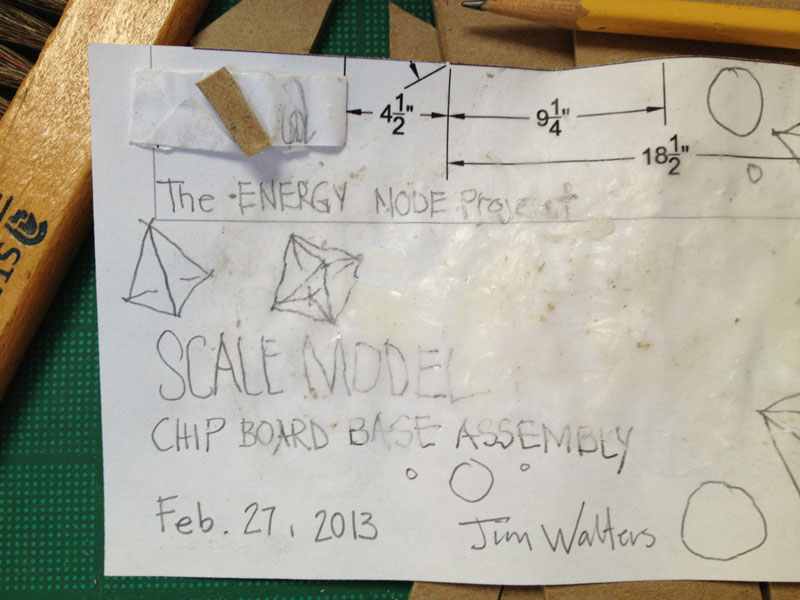 4 1/2"
9 1/4"
18 1/2"
The ENERGY NODE Project
SCALE MODEL
CHIP BOARD BASE ASSEMBLY
Feb. 27, 2013
Jim Walters